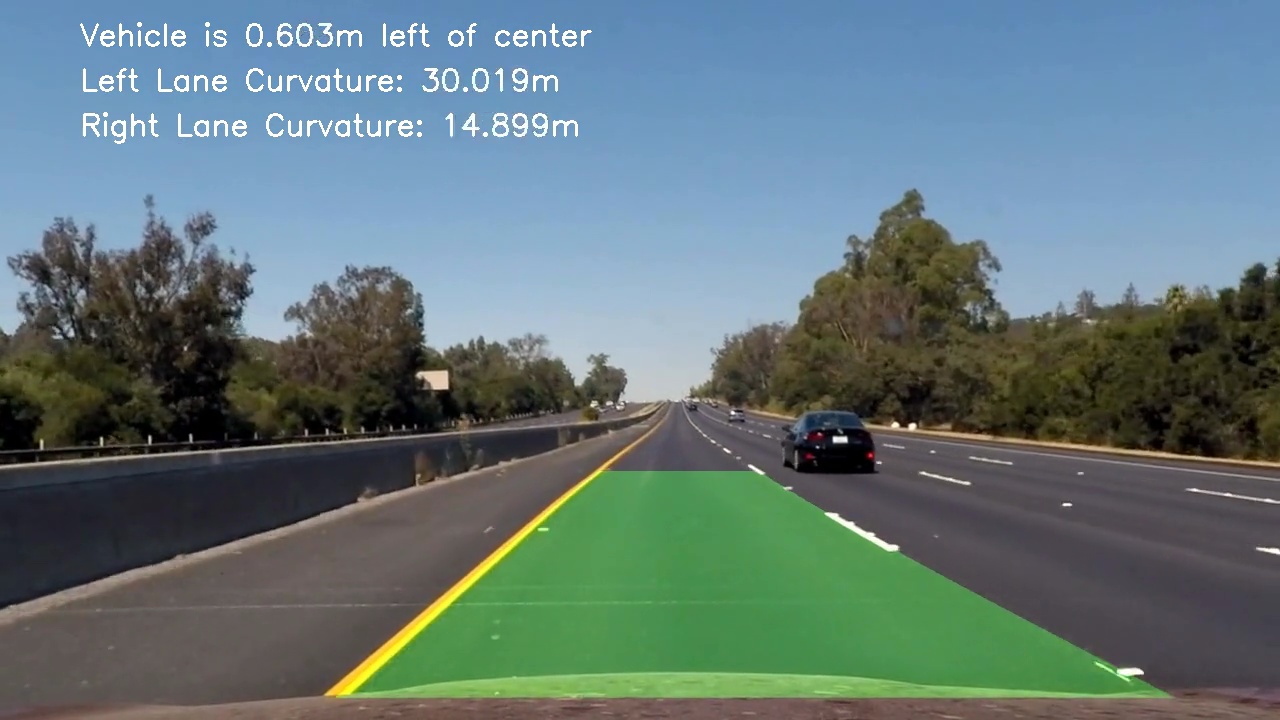 Vehicle is 0.603m left of center
Left Lane Curvature: 30.019m
Right Lane Curvature: 14.899m